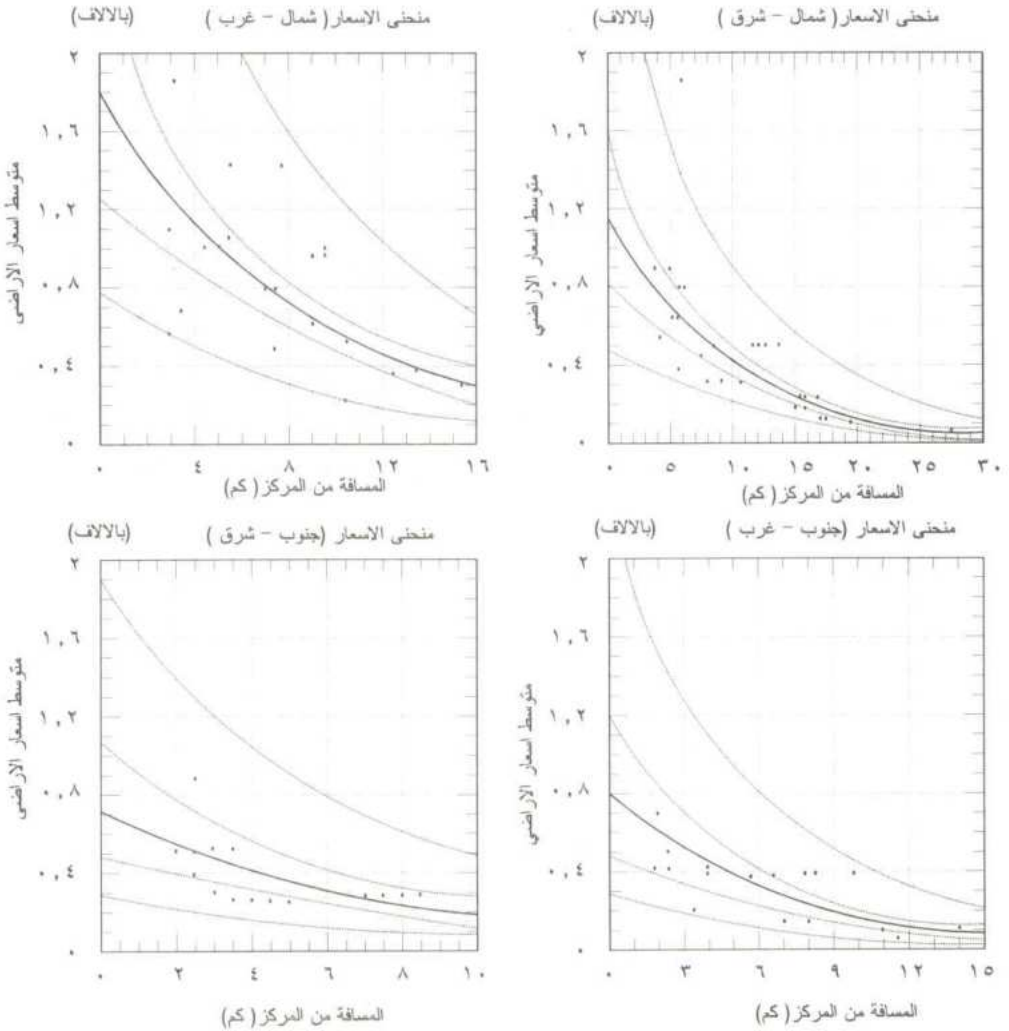 منحنى الاسعار( شمال - شرق )
(بالالاف)
متوسط اسعار الاراضي
٢
١,٦
١,٢
٠,٨
٠,٤
٠
٠ ٥ ١٠ ١٥ ٢٠ ٢٥ ٣٠
المسافة من المركز( كم)
منحنى الاسعار( شمال - غرب )
(بالالاف)
متوسط اسعار الاراضى
٢
١,٦
١,٢
٠,٨
٠,٤
٠
٠ ٤ ٨ ١٢ ١٦
المسافة من المركز( كم)
منحنى الاسعار (جنوب - غرب )
(بالالاف)
متوسط اسعار الاراضي
٢
١,٦
١,٢
٠,٨
٠,٤
٠
٠ ٣ ٦ ٩ ١٢ ١٥
المسافة من المركز( كم)
منحنى الاسعار (جنوب - شرق )
(بالالاف)
متوسط اسعار الاراضى
٢
١,٦
١,٢
٠,٨
٠,٤
٠
٠ ٢ ٤ ٦ ٨ ١٠
المسافة من المركز( كم)